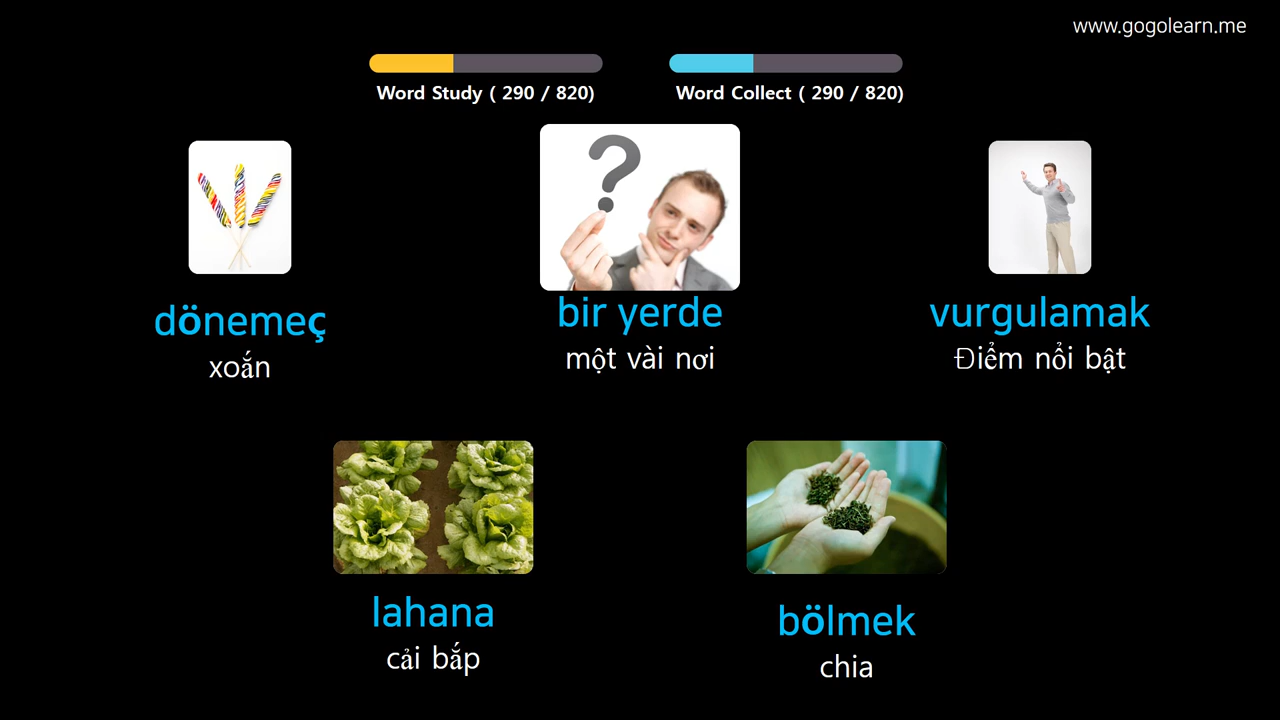 www.gogolearn.me
Word Study ( 290 / 820)
Word Collect ( 290 / 820)
dönemeç
xoắn
bir yerde
một vài nơi
vurgulamak
Điểm nổi bật
lahana
cải bắp
bölmek
chia